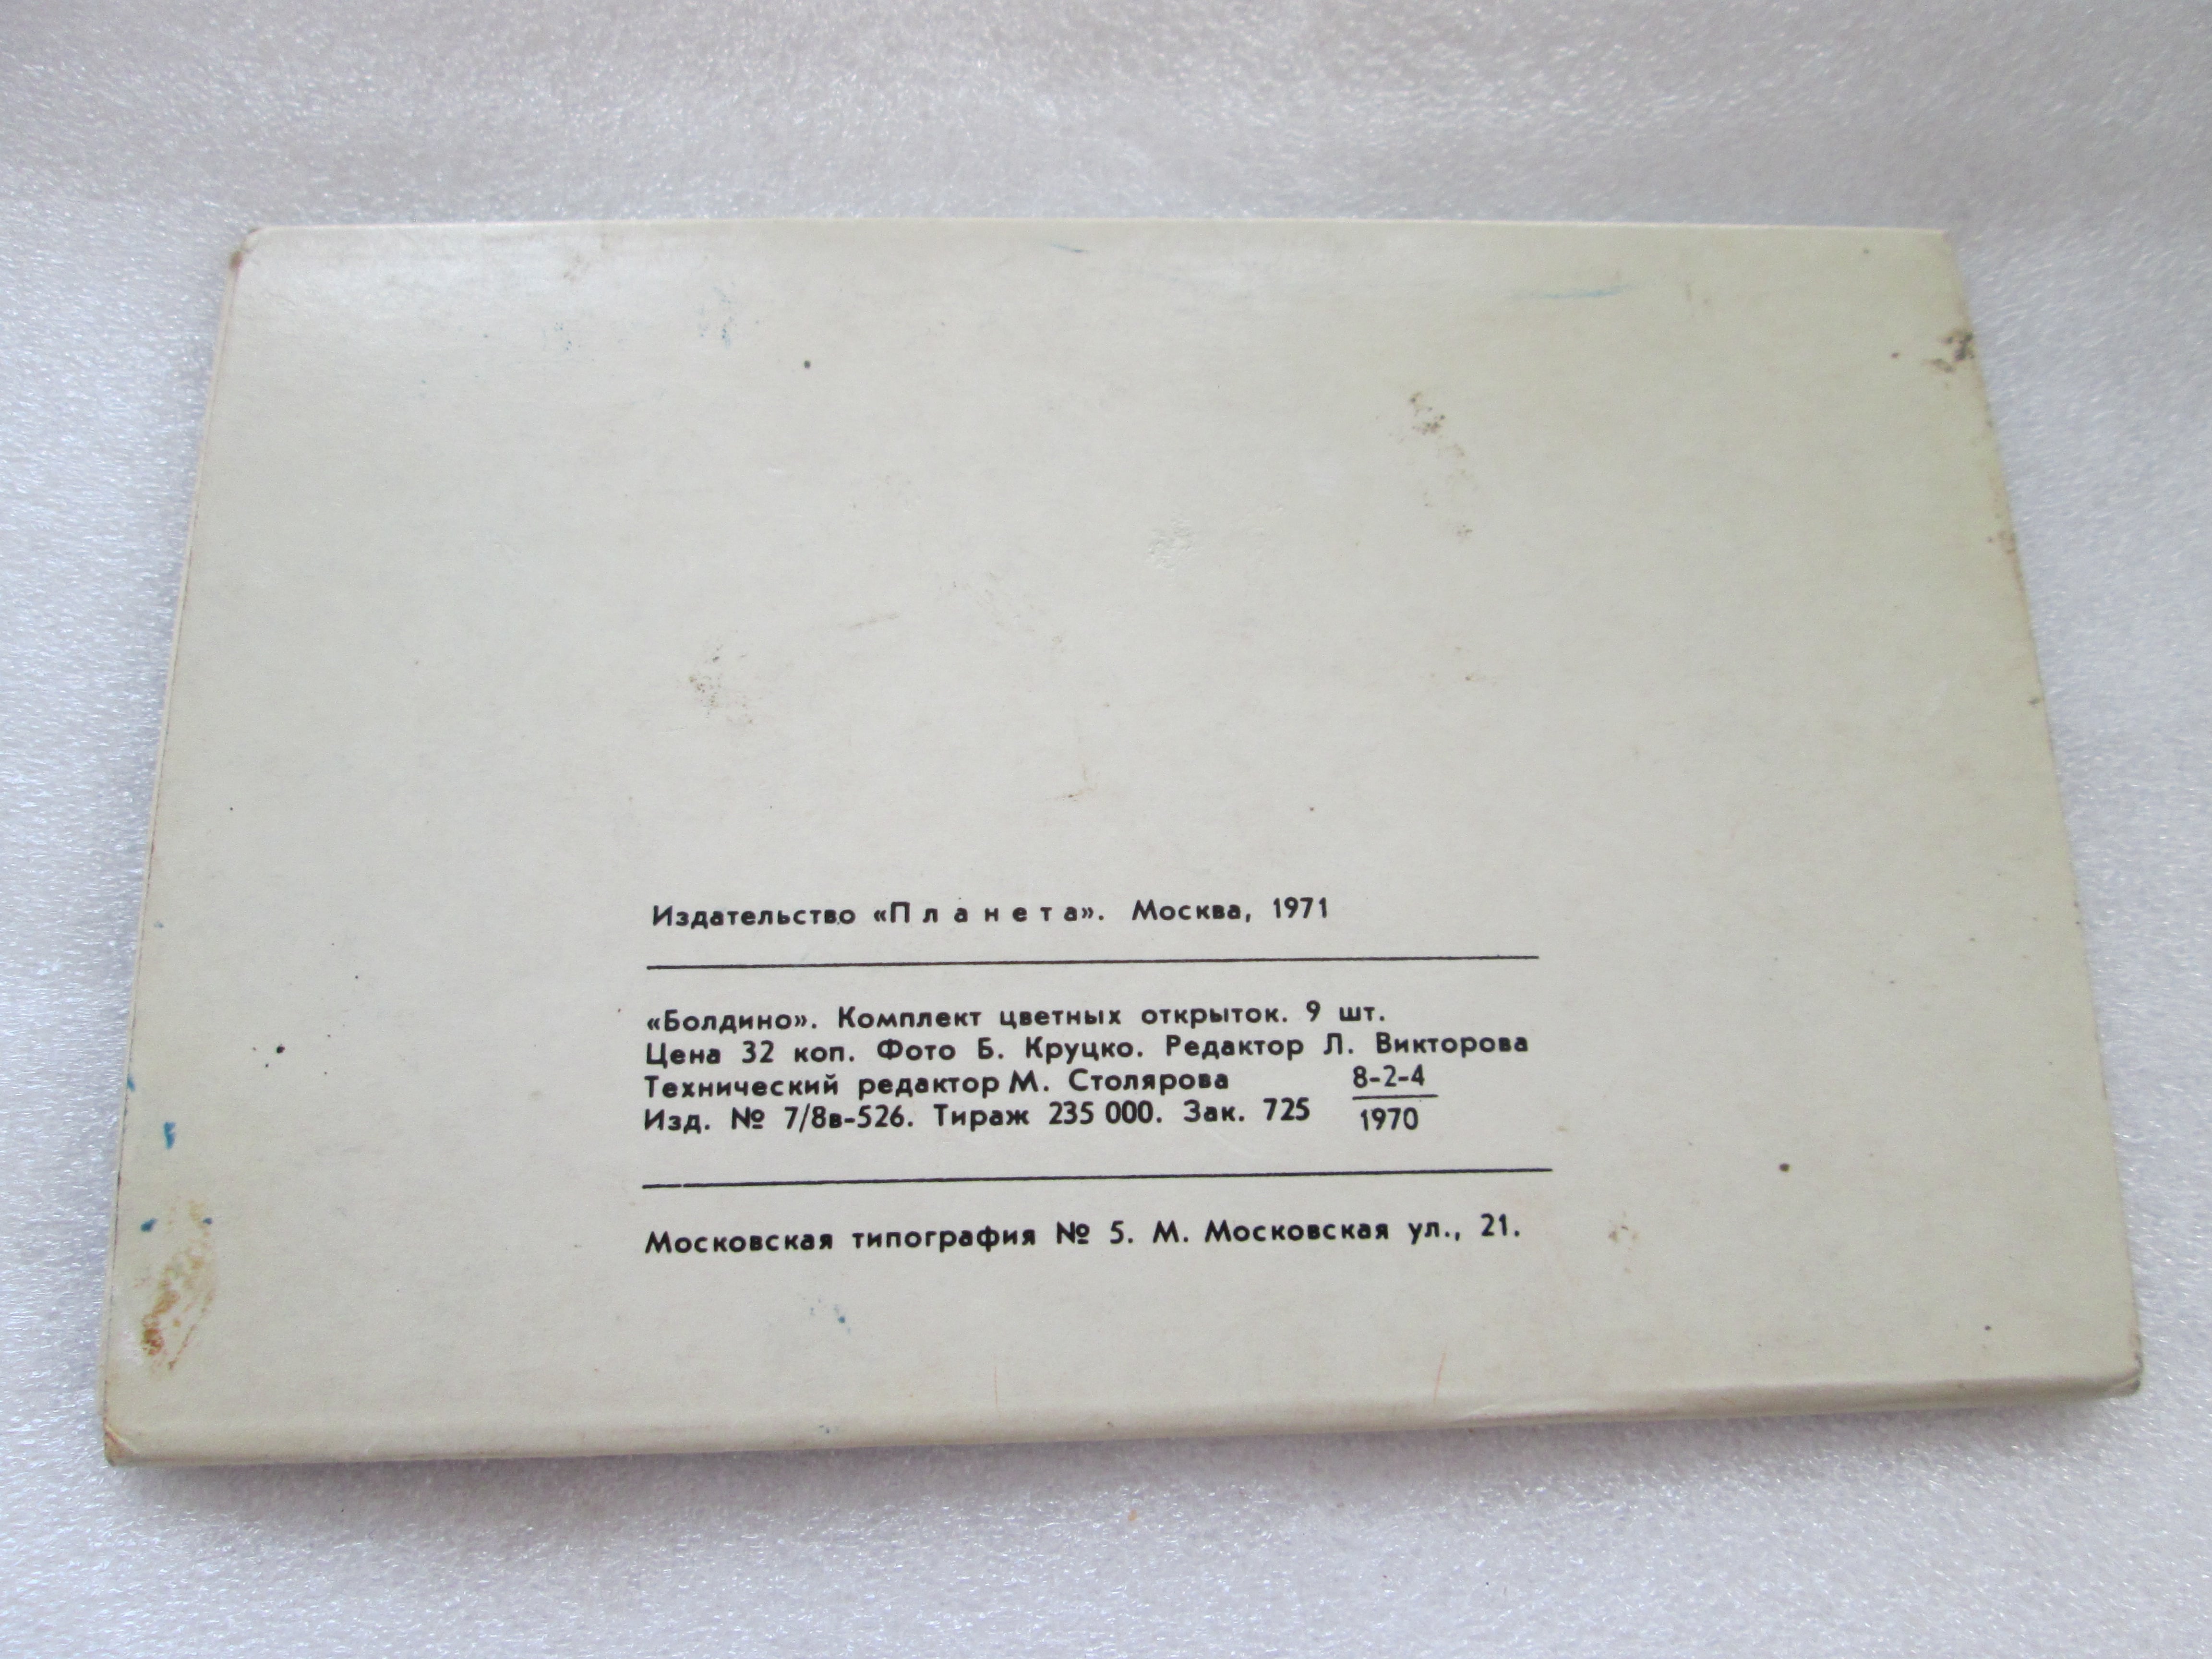 Издательство «П л а н е т а». Москва, 1971
«Болдино». Комплект цветных открыток. 9 шт.
Цена 32 коп. Фото Б. Круцко. Редактор Л. Викторова
Технический редактор М. Столярова 8-2-4
Изд. № 7/8в-526. Тираж 235 000. Зак. 725 1970
Московская типография № 5. М. Московская ул., 21.